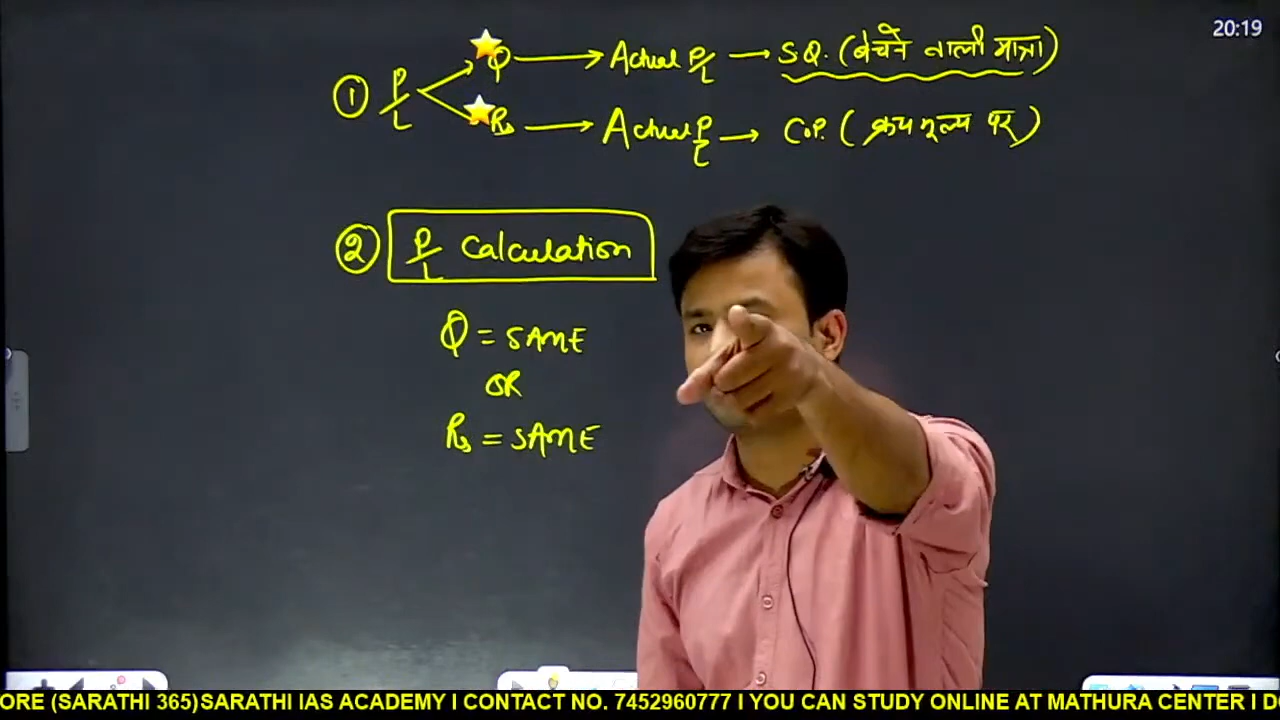 20:19
① P/L Q → Actual P/L → S.Q. (बेचने वाली मात्रा)
Rs → Actual P/L → C.P. (क्रय मूल्य पर)
② P/L Calculation
Q = SAME
OR
Rs = SAME
ORE (SARATHI 365)SARATHI IAS ACADEMY I CONTACT NO. 7452960777 I YOU CAN STUDY ONLINE AT MATHURA CENTER I D